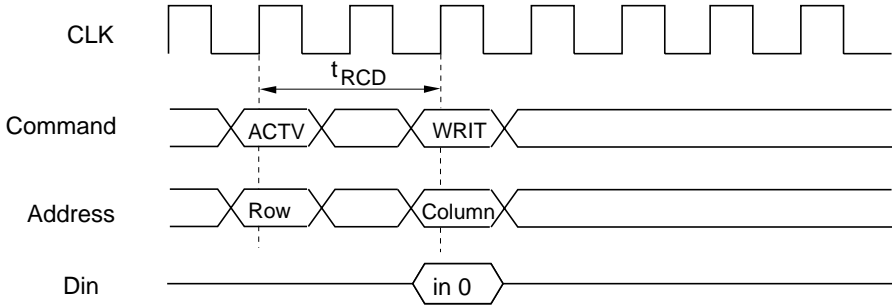 CLK
tRCD
Command
ACTV
WRIT
Address
Row
Column
Din
in 0